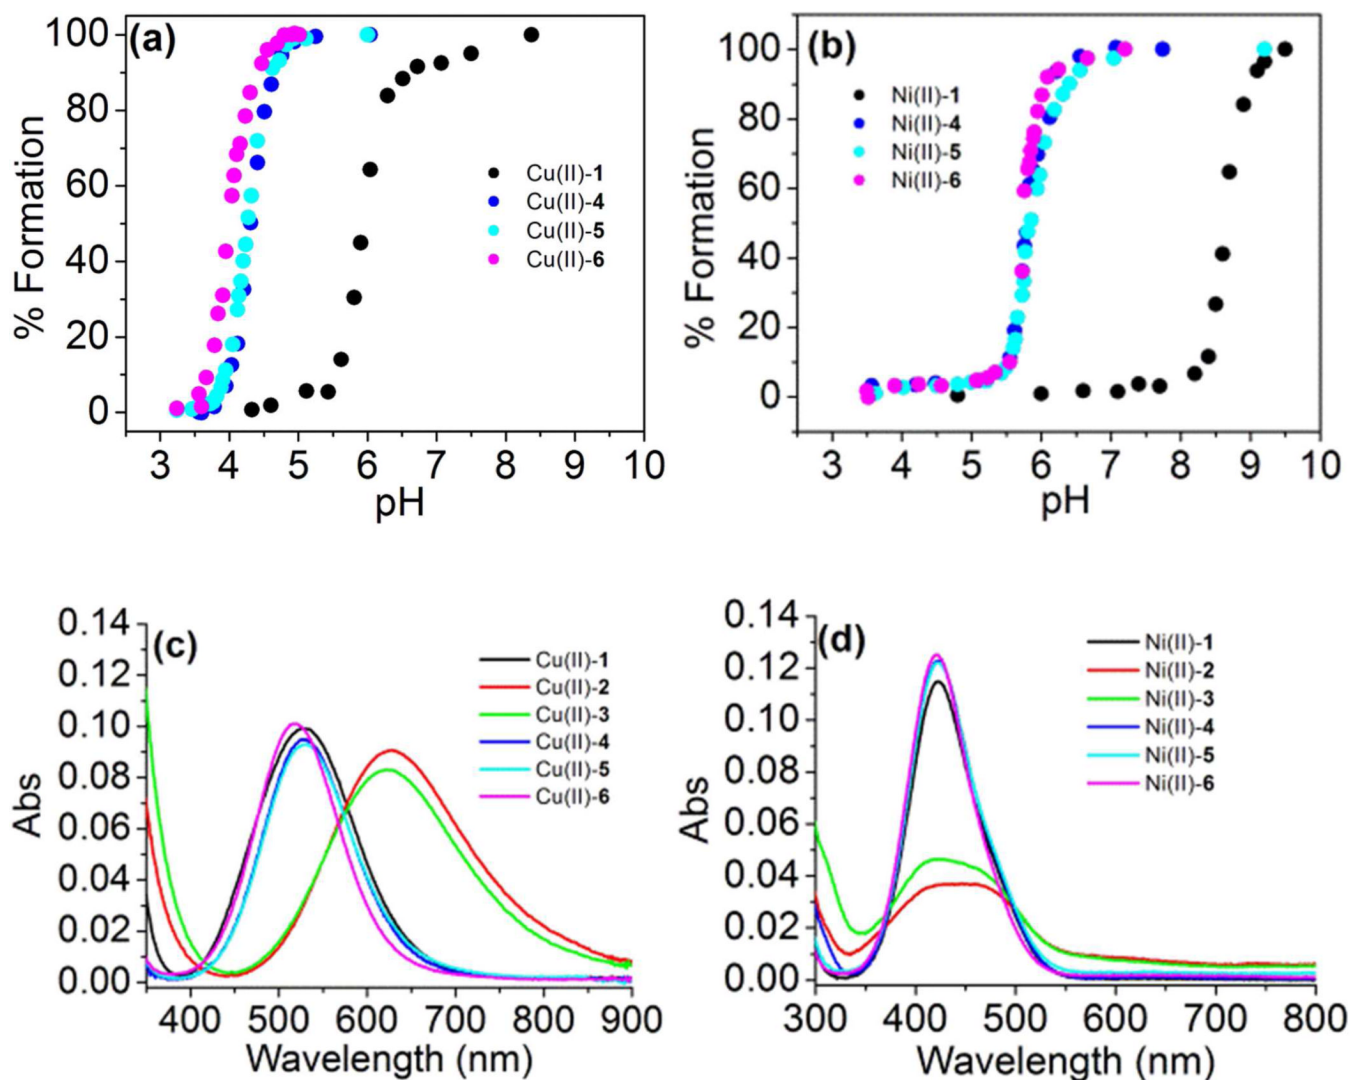 (a)
100
80
60
40
20
0
% Formation
Cu(II)-1
Cu(II)-4
Cu(II)-5
Cu(II)-6
3 4 5 6 7 8 9 10
pH
(b)
100
80
60
40
20
0
% Formation
Ni(II)-1
Ni(II)-4
Ni(II)-5
Ni(II)-6
3 4 5 6 7 8 9 10
pH
(c)
0.14
0.12
0.10
0.08
0.06
0.04
0.02
0.00
Abs
Cu(II)-1
Cu(II)-2
Cu(II)-3
Cu(II)-4
Cu(II)-5
Cu(II)-6
400 500 600 700 800 900
Wavelength (nm)
(d)
0.14
0.12
0.10
0.08
0.06
0.04
0.02
0.00
Abs
Ni(II)-1
Ni(II)-2
Ni(II)-3
Ni(II)-4
Ni(II)-5
Ni(II)-6
300 400 500 600 700 800
Wavelength (nm)